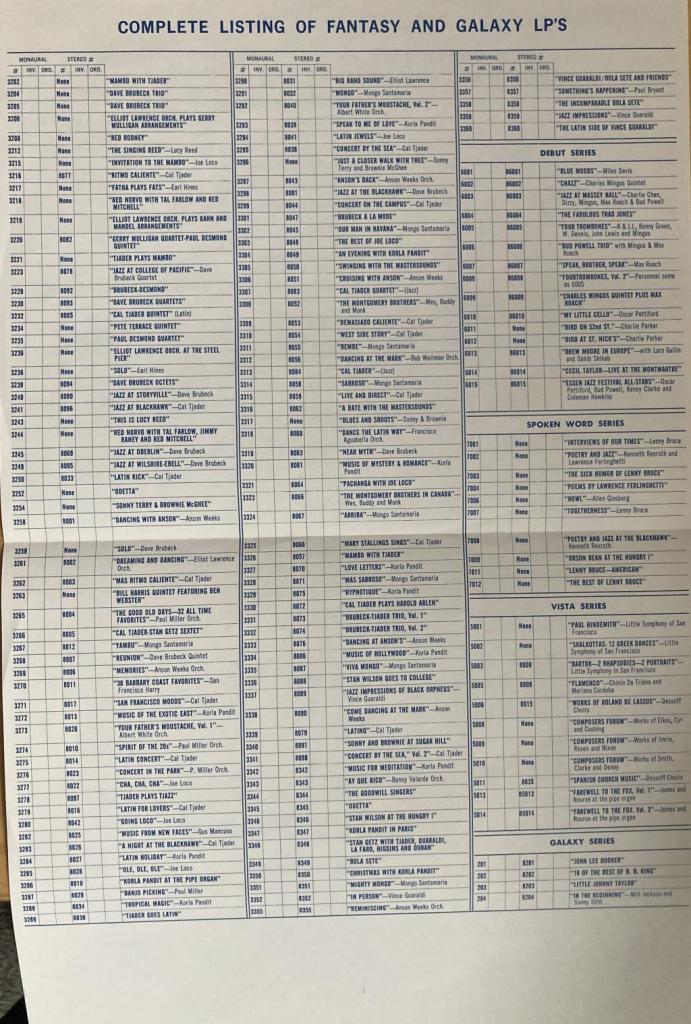 COMPLETE LISTING OF FANTASY AND GALAXY LP'S
MONAURAL STEREO #
# INV. ORD. # INV. ORD.
3202 None "MAMBO WITH TJADER"
3204 None "DAVE BRUBECK TRIO"
3205 None "DAVE BRUBECK TRIO"
3206 None "ELLIOT LAWRENCE ORCH. PLAYS GERRY
MULLIGAN ARRANGEMENTS"
3208 None "RED RODNEY"
3212 None "THE SINGING REED"—Lucy Reed
3215 None "INVITATION TO THE MAMBO"—Joe Loco
3216 8077 "RITMO CALIENTE"—Cal Tjader
3217 None "FATHA PLAYS FATS"—Earl Hines
3218 None "RED NORVO WITH TAL FARLOW AND RED
MITCHELL"
3219 None "ELLIOT LAWRENCE ORCH. PLAYS KAHN AND
MANDEL ARRANGEMENTS"
3220 8082 "GERRY MULLIGAN QUARTET-PAUL DESMOND
QUINTET"
3221 None "TJADER PLAYS MAMBO"
3223 8078 "JAZZ AT COLLEGE OF PACIFIC"—Dave
Brubeck Quartet
3229 8092 "BRUBECK-DESMOND"
3230 8093 "DAVE BRUBECK QUARTETS"
3232 8085 "CAL TJADER QUINTET" (Latin)
3234 None "PETE TERRACE QUINTET"
3235 None "PAUL DESMOND QUARTET"
3236 None "ELLIOT LAWRENCE ORCH. AT THE STEEL
PIER"
3238 None "SOLO"—Earl Hines
3239 8094 "DAVE BRUBECK OCTETS"
3240 8080 "JAZZ AT STORYVILLE"—Dave Brubeck
3241 8096 "JAZZ AT BLACKHAWK"—Cal Tjader
3243 None "THIS IS LUCY REED"
3244 None "RED NORVO WITH TAL FARLOW, JIMMY
RANEY AND RED MITCHELL"
3245 8069 "JAZZ AT OBERLIN"—Dave Brubeck
3249 8095 "JAZZ AT WILSHIRE-EBELL"—Dave Brubeck
3250 8033 "LATIN KICK"—Cal Tjader
3252 None "ODETTA"
3254 None "SONNY TERRY & BROWNIE McGHEE"
3258 8001 "DANCING WITH ANSON"—Anson Weeks
3259 None "SOLO"—Dave Brubeck
3261 8002 "DREAMING AND DANCING"—Elliot Lawrence
Orch.
3262 8003 "MAS RITMO CALIENTE"—Cal Tjader
3263 None "BILL HARRIS QUINTET FEATURING BEN
WEBSTER"
3265 8004 "THE GOOD OLD DAYS—32 ALL TIME
FAVORITES"—Paul Miller Orch.
3266 8005 "CAL TJADER-STAN GETZ SEXTET"
3267 8012 "YAMBU"—Mongo Santamaria
3268 8007 "REUNION"—Dave Brubeck Quintet
3269 8006 "MEMORIES"—Anson Weeks Orch.
3270 8011 "30 BARBARY COAST FAVORITES"—San
Francisco Harry
3271 8017 "SAN FRANCISCO MOODS"—Cal Tjader
3272 8013 "MUSIC OF THE EXOTIC EAST"—Korla Pandit
3273 8020 "YOUR FATHER'S MOUSTACHE, Vol. 1"—
Albert White Orch.
3274 8010 "SPIRIT OF THE 20s"—Paul Miller Orch.
3275 8014 "LATIN CONCERT"—Cal Tjader
3276 8023 "CONCERT IN THE PARK"—P. Miller Orch.
3277 8022 "CHA, CHA, CHA"—Joe Loco
3278 8097 "TJADER PLAYS TJAZZ"
3279 8016 "LATIN FOR LOVERS"—Cal Tjader
3280 8042 "GOING LOCO"—Joe Loco
3282 8025 "MUSIC FROM NEW FACES"—Gus Mancuso
3283 8026 "A NIGHT AT THE BLACKHAWK"—Cal Tjader
3284 8027 "LATIN HOLIDAY"—Korla Pandit
3285 8028 "OLE, OLE, OLE"—Joe Loco
3286 8018 "KORLA PANDIT AT THE PIPE ORGAN"
3287 8029 "BANJO PICKING"—Paul Miller
3288 8034 "TROPICAL MAGIC"—Korla Pandit
3289 8030 "TJADER GOES LATIN"
MONAURAL STEREO #
# INV. ORD. # INV. ORD.
3290 8031 "BIG BAND SOUND"—Elliot Lawrence
3291 8032 "MONGO"—Mongo Santamaria
3292 8040 "YOUR FATHER'S MOUSTACHE, Vol. 2"—
Albert White Orch.
3293 8039 "SPEAK TO ME OF LOVE"—Korla Pandit
3294 8041 "LATIN JEWELS"—Joe Loco
3295 8038 "CONCERT BY THE SEA"—Cal Tjader
3296 None "JUST A CLOSER WALK WITH THEE"—Sonny
Terry and Brownie McGhee
3297 8043 "ANSON'S BACK"—Anson Weeks Orch.
3298 8081 "JAZZ AT THE BLACKHAWK"—Dave Brubeck
3299 8044 "CONCERT ON THE CAMPUS"—Cal Tjader
3301 8047 "BRUBECK A LA MODE"
3302 8045 "OUR MAN IN HAVANA"—Mongo Santamaria
3303 8048 "THE BEST OF JOE LOCO"
3304 8049 "AN EVENING WITH KORLA PANDIT"
3305 8050 "SWINGING WITH THE MASTERSOUNDS"
3306 8051 "CRUISING WITH ANSON"—Anson Weeks
3307 8083 "CAL TJADER QUARTET"—(Jazz)
3308 8052 "THE MONTGOMERY BROTHERS"—Wes, Buddy
and Monk
3309 8053 "DEMASIADO CALIENTE"—Cal Tjader
3310 8054 "WEST SIDE STORY"—Cal Tjader
3311 8055 "BEMBE"—Mongo Santamaria
3312 8056 "DANCING AT THE MARK"—Bob Wellman Orch.
3313 8084 "CAL TJADER"—(Jazz)
3314 8058 "SABROSO"—Mongo Santamaria
3315 8059 "LIVE AND DIRECT"—Cal Tjader
3316 8062 "A DATE WITH THE MASTERSOUNDS"
3317 None "BLUES AND SHOUTS"—Sonny & Brownie
3318 8060 "DANCE THE LATIN WAY"—Francisco
Aguabella Orch.
3319 8063 "NEAR MYTH"—Dave Brubeck
3320 8061 "MUSIC OF MYSTERY & ROMANCE"—Korla
Pandit
3321 8064 "PACHANGA WITH JOE LOCO"
3323 8066 "THE MONTGOMERY BROTHERS IN CANADA"—
Wes, Buddy and Monk
3324 8067 "ARRIBA"—Mongo Santamaria
3325 8068 "MARY STALLINGS SINGS"—Cal Tjader
3326 8057 "MAMBO WITH TJADER"
3327 8070 "LOVE LETTERS"—Korla Pandit
3328 8071 "MAS SABROSO"—Mongo Santamaria
3329 8075 "HYPNOTIQUE"—Korla Pandit
3330 8072 "CAL TJADER PLAYS HAROLD ARLEN"
3331 8073 "BRUBECK-TJADER TRIO, Vol. 1"
3332 8074 "BRUBECK-TJADER TRIO, Vol. 2"
3333 8076 "DANCING AT ANSON'S"—Anson Weeks
3334 8086 "MUSIC OF HOLLYWOOD"—Korla Pandit
3335 8087 "VIVA MONGO"—Mongo Santamaria
3336 8088 "STAN WILSON GOES TO COLLEGE"
3337 8089 "JAZZ IMPRESSIONS OF BLACK ORPHEUS"—
Vince Guaraldi
3338 8090 "COME DANCING AT THE MARK"—Anson
Weeks
3339 8079 "LATINO"—Cal Tjader
3340 8091 "SONNY AND BROWNIE AT SUGAR HILL"
3341 8098 "CONCERT BY THE SEA," Vol. 2"—Cal Tjader
3342 8342 "MUSIC FOR MEDITATION"—Korla Pandit
3343 8343 "AY QUE RICO"—Benny Velarde Orch.
3344 8344 "THE GOODWILL SINGERS"
3345 8345 "ODETTA"
3346 8346 "STAN WILSON AT THE HUNGRY I"
3347 8347 "KORLA PANDIT IN PARIS"
3348 8348 "STAN GETZ WITH TJADER, GUARALDI,
LA FARO, HIGGINS AND DURAN"
3349 8349 "BOLA SETE"
3350 8350 "CHRISTMAS WITH KORLA PANDIT"
3351 8351 "MIGHTY MONGO"—Mongo Santamaria
3352 8352 "IN PERSON"—Vince Guaraldi
3355 8355 "REMINISCING"—Anson Weeks Orch.
MONAURAL STEREO #
# INV. ORD. # INV. ORD.
3356 8356 "VINCE GUARALDI/BOLA SETE AND FRIENDS"
3357 8357 "SOMETHING'S HAPPENING"—Paul Bryant
3358 8358 "THE INCOMPARABLE BOLA SETE"
3359 8359 "JAZZ IMPRESSIONS"—Vince Guaraldi
3360 8360 "THE LATIN SIDE OF VINCE GUARALDI"
DEBUT SERIES
6001 86001 "BLUE MOODS"—Miles Davis
6002 86002 "CHAZZ"—Charles Mingus Quintet
6003 86003 "JAZZ AT MASSEY HALL"—Charlie Chan,
Dizzy, Mingus, Max Roach & Bud Powell
6004 86004 "THE FABULOUS THAD JONES"
6005 86005 "FOUR TROMBONES"—K & J.J., Benny Green,
W. Dennis, John Lewis and Mingus
6006 86006 "BUD POWELL TRIO" with Mingus & Max
Roach
6007 86007 "SPEAK, BROTHER, SPEAK"—Max Roach
6008 86008 "FOURTROMBONES, Vol. 2"—Personnel same
as 6005
6009 86009 "CHARLES MINGUS QUINTET PLUS MAX
ROACH"
6010 86010 "MY LITTLE CELLO"—Oscar Pettiford
6011 None "BIRD ON 52nd ST."—Charlie Parker
6012 None "BIRD AT ST. NICK'S"—Charlie Parker
6013 86013 "BREW MOORE IN EUROPE"—with Lars Gullin
and Sahib Shihab
6014 86014 "CECIL TAYLOR—LIVE AT THE MONTMARTRE"
6015 86015 "ESSEN JAZZ FESTIVAL ALL-STARS"—Oscar
Pettiford, Bud Powell, Kenny Clarke and
Coleman Hawkins
SPOKEN WORD SERIES
7001 None "INTERVIEWS OF OUR TIMES"—Lenny Bruce
7002 None "POETRY AND JAZZ"—Kenneth Rexroth and
Lawrence Ferlinghetti
7003 None "THE SICK HUMOR OF LENNY BRUCE"
7004 None "POEMS BY LAWRENCE FERLINGHETTI"
7006 None "HOWL"—Allen Ginsberg
7007 None "TOGETHERNESS"—Lenny Bruce
7008 None "POETRY AND JAZZ AT THE BLACKHAWK"—
Kenneth Rexroth
7009 None "ORSON BEAN AT THE HUNGRY I"
7011 None "LENNY BRUCE—AMERICAN"
7012 None "THE BEST OF LENNY BRUCE"
VISTA SERIES
5001 None "PAUL HINDEMITH"—Little Symphony of San
Francisco
5002 None "SKALKOTTAS: 12 GREEK DANCES"—Little
Symphony of San Francisco
5003 8008 "BARTOK—2 RHAPSODIES—2 PORTRAITS"—
Little Symphony in San Francisco
5005 8009 "FLAMENCO"—Chinin De Triana and
Mariano Cordoba
5006 8015 "WORKS OF ROLAND DE LASSUS"—Dessoff
Choirs
5008 None "COMPOSERS FORUM"—Works of Elkus, Cyr
and Cushing
5009 None "COMPOSERS FORUM"—Works of Imrie,
Rosen and Nixon
5010 None "COMPOSERS FORUM"—Works of Smith,
Clarke and Denny
5011 8035 "SPANISH CHURCH MUSIC"—Dessoff Choirs
5013 85013 "FAREWELL TO THE FOX, Vol. 1"—James and
Nourse at the pipe organ
5014 85014 "FAREWELL TO THE FOX, Vol. 2"—James and
Nourse at the pipe organ
GALAXY SERIES
201 8201 "JOHN LEE HOOKER"
202 8202 "16 OF THE BEST OF B. B. KING"
203 8203 "LITTLE JOHNNY TAYLOR"
204 8204 "IN THE BEGINNING"—Milt Jackson and
Sonny Stitt